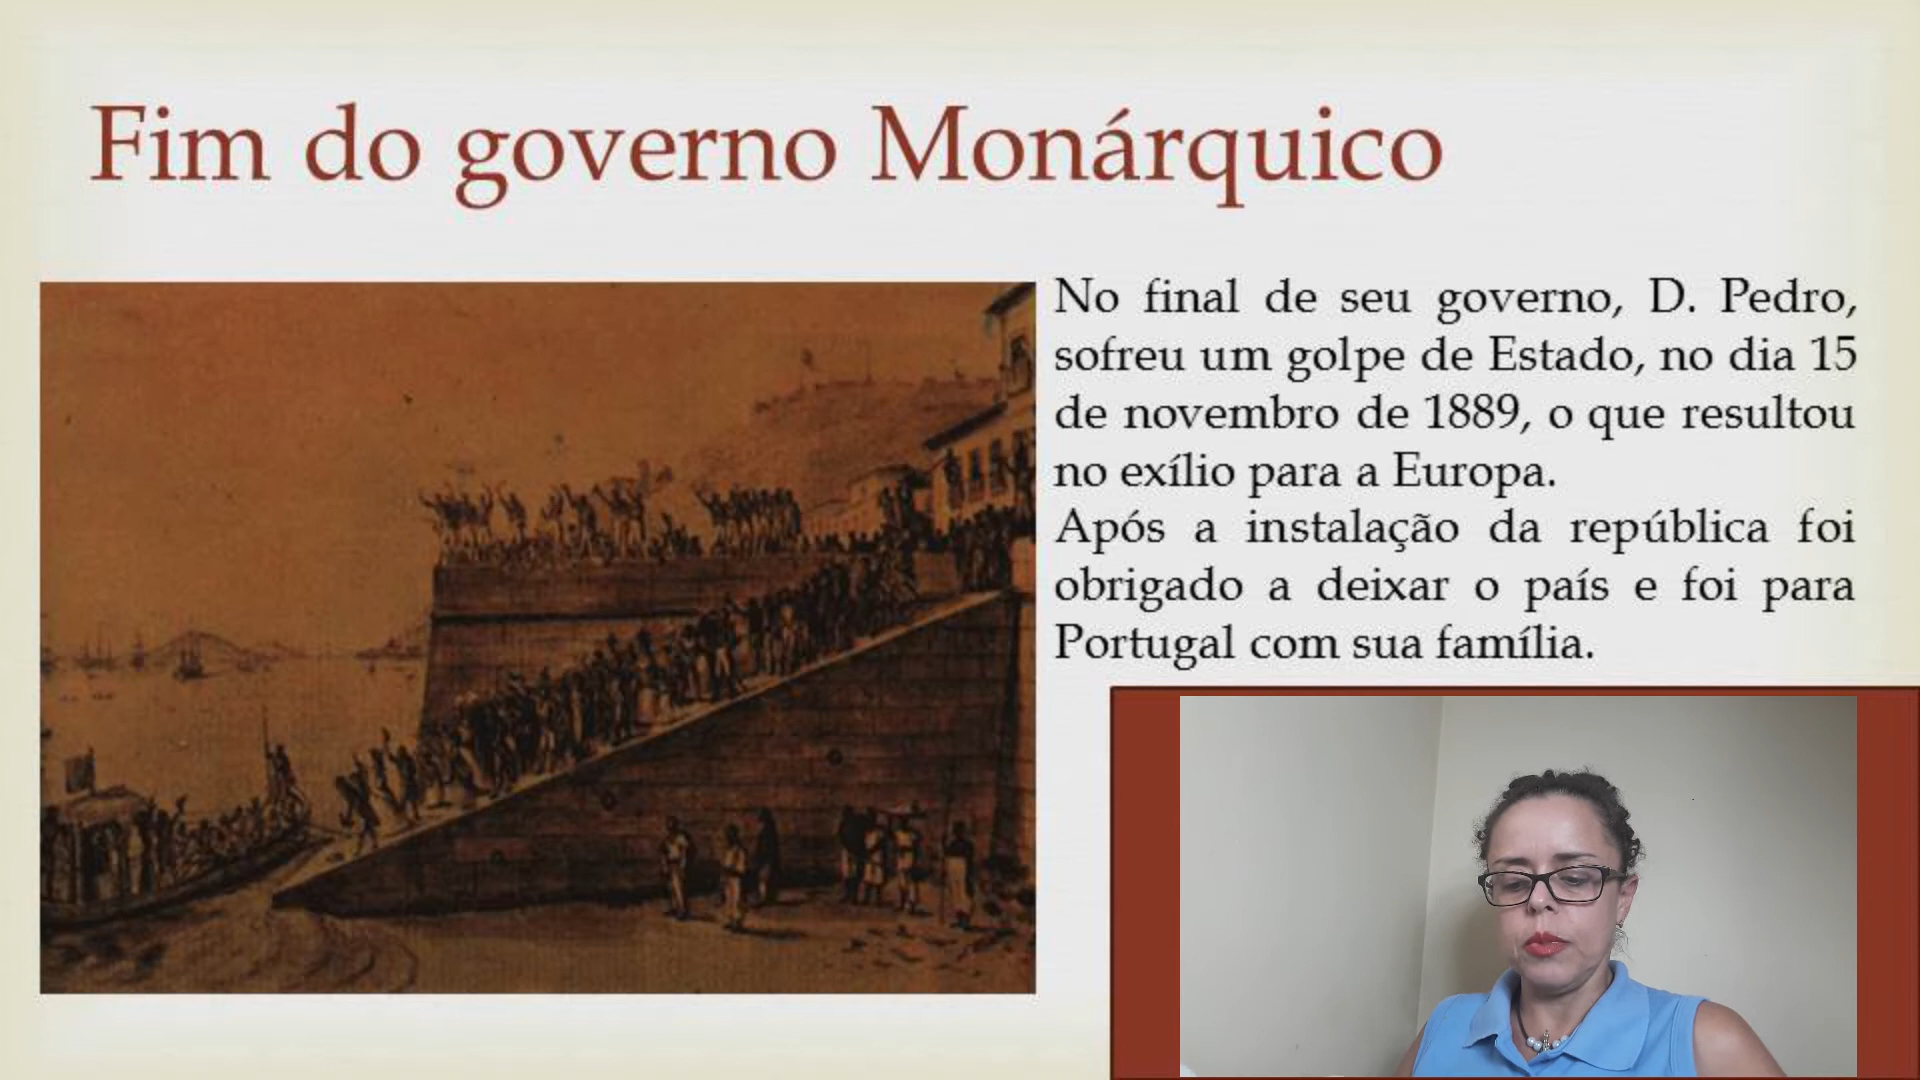 Fim do governo Monárquico
No final de seu governo, D. Pedro,
sofreu um golpe de Estado, no dia 15
de novembro de 1889, o que resultou
no exílio para a Europa.
Após a instalação da república foi
obrigado a deixar o país e foi para
Portugal com sua família.